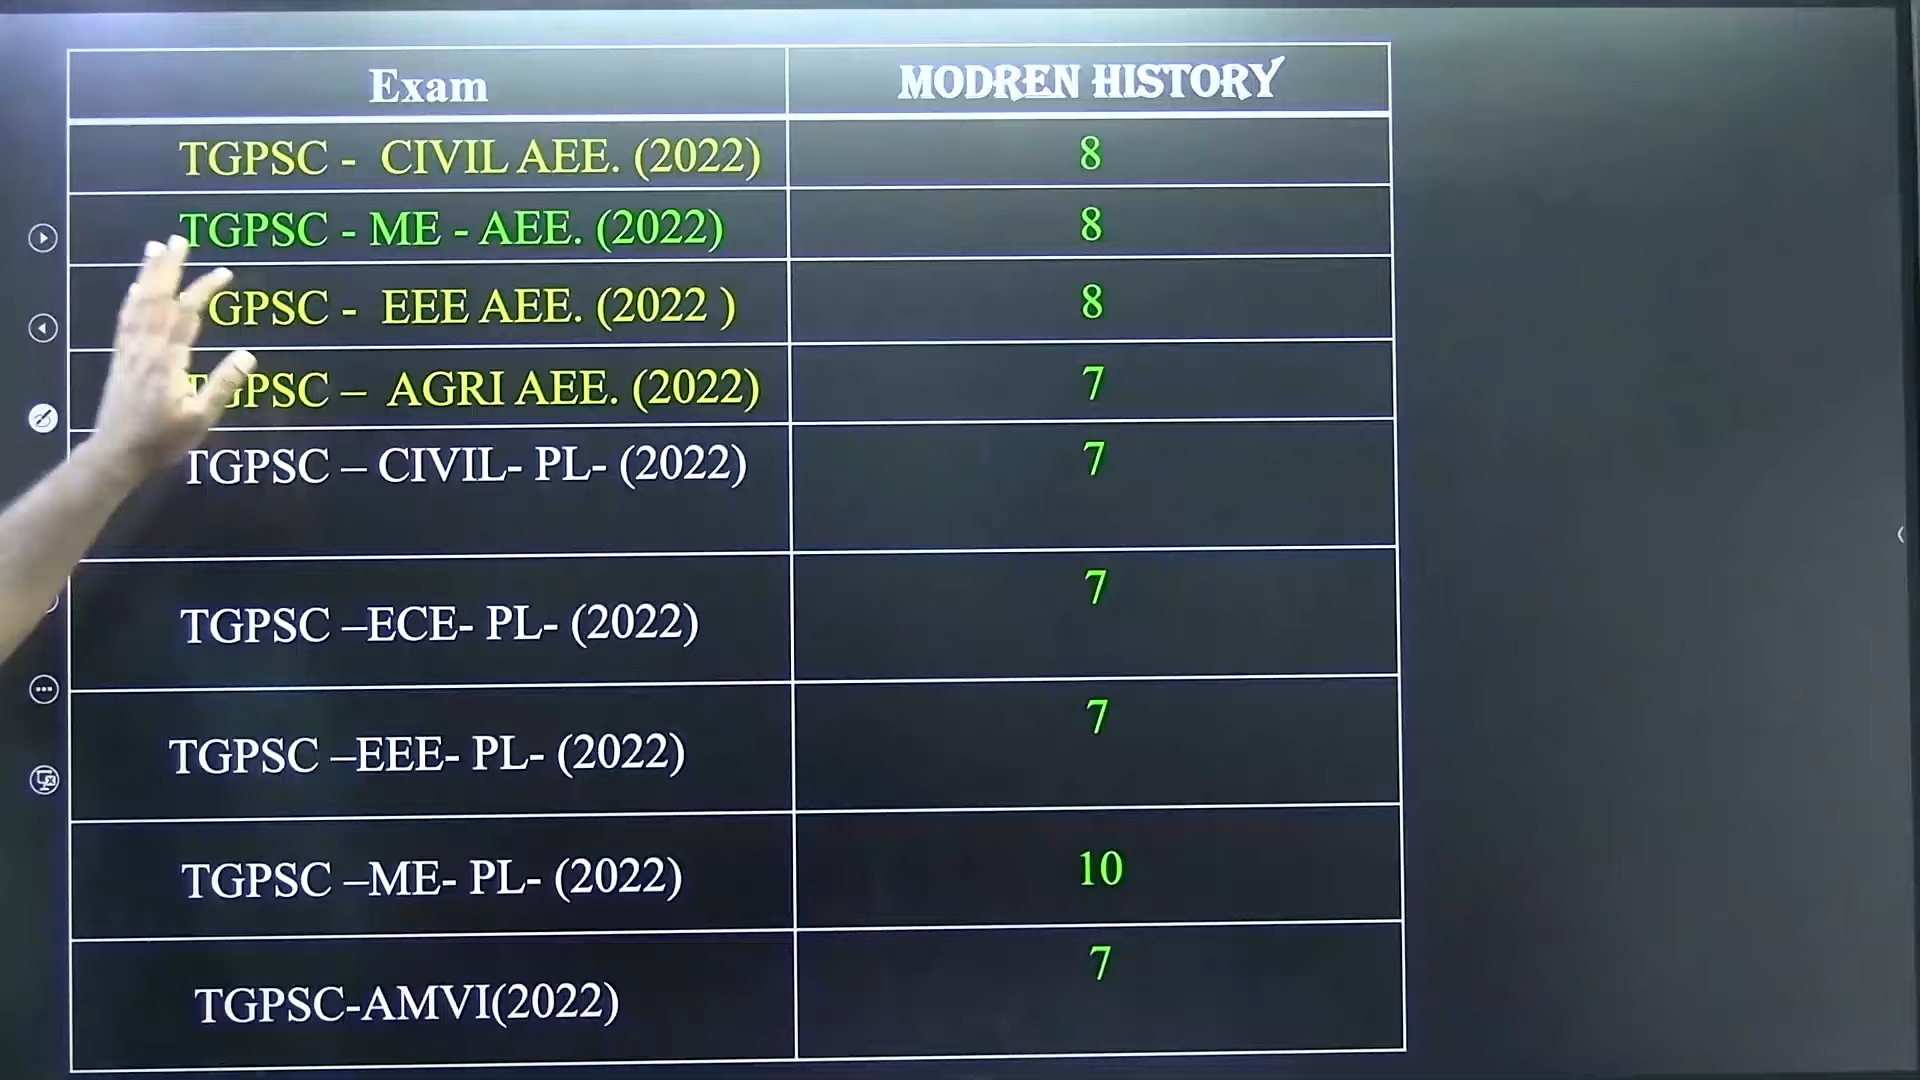 Exam MODREN HISTORY
TGPSC - CIVIL AEE. (2022) 8
TGPSC - ME - AEE. (2022) 8
GPSC - EEE AEE. (2022 ) 8
TGPSC – AGRI AEE. (2022) 7
TGPSC – CIVIL- PL- (2022) 7
TGPSC –ECE- PL- (2022) 7
TGPSC –EEE- PL- (2022) 7
TGPSC –ME- PL- (2022) 10
TGPSC-AMVI(2022) 7